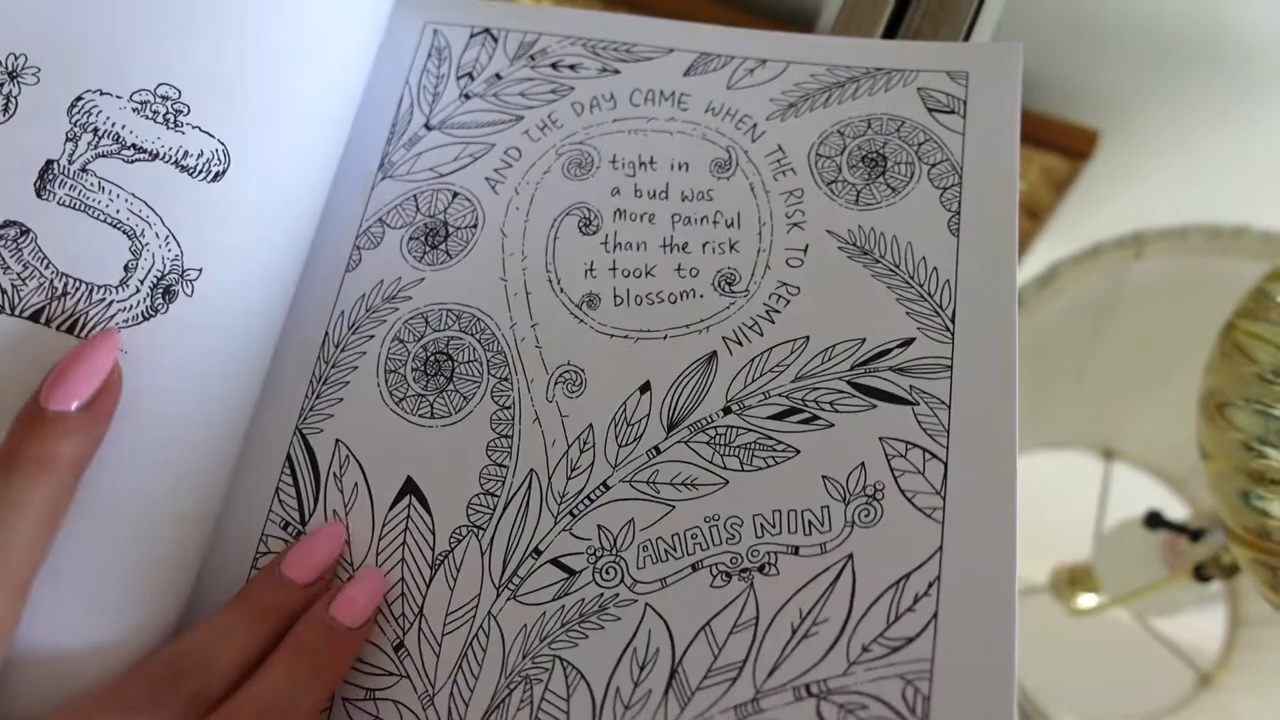 AND THE DAY CAME WHEN THE RISK TO REMAIN
tight in
a bud was
more painful
than the risk
it took to
blossom.
ANAÏS NIN
5